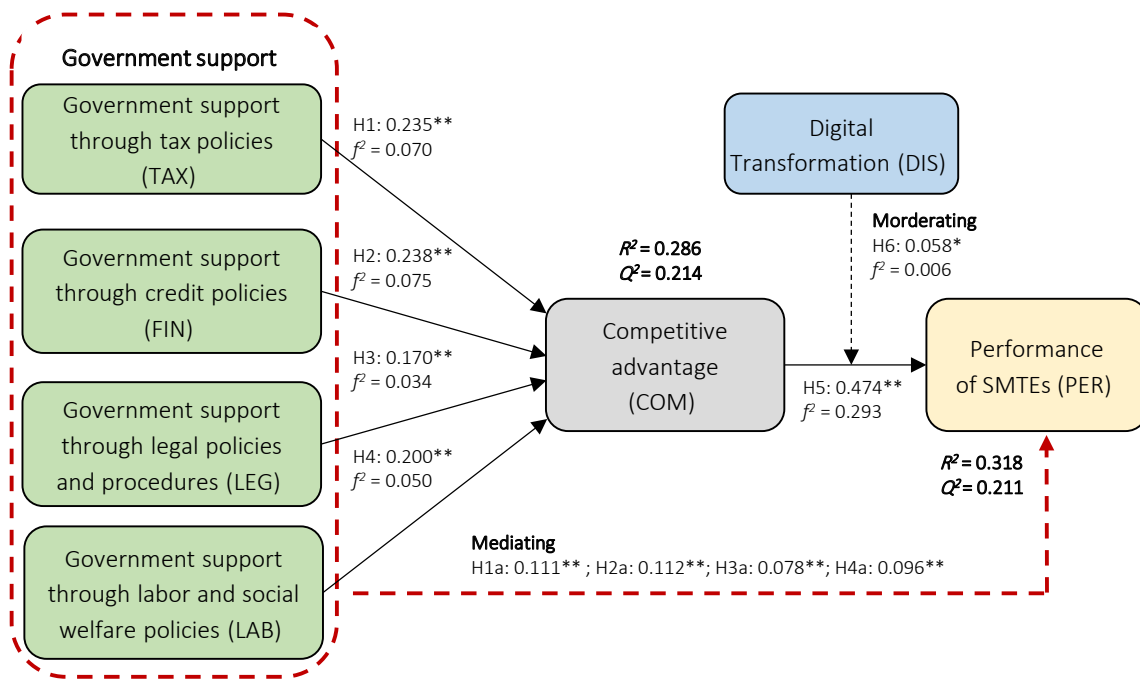 Government support
Government support
through tax policies
(TAX)
H1: 0.235**
f² = 0.070
Digital
Transformation (DIS)
Government support
through credit policies
(FIN)
H2: 0.238**
f² = 0.075
R² = 0.286
Q² = 0.214
Morderating
H6: 0.058*
f² = 0.006
Competitive
advantage
(COM)
Performance
of SMTEs (PER)
H3: 0.170**
f² = 0.034
H5: 0.474**
f² = 0.293
Government support
through legal policies
and procedures (LEG)
H4: 0.200**
f² = 0.050
R² = 0.318
Q² = 0.211
Government support
through labor and social
welfare policies (LAB)
Mediating
H1a: 0.111** ; H2a: 0.112**; H3a: 0.078**; H4a: 0.096**